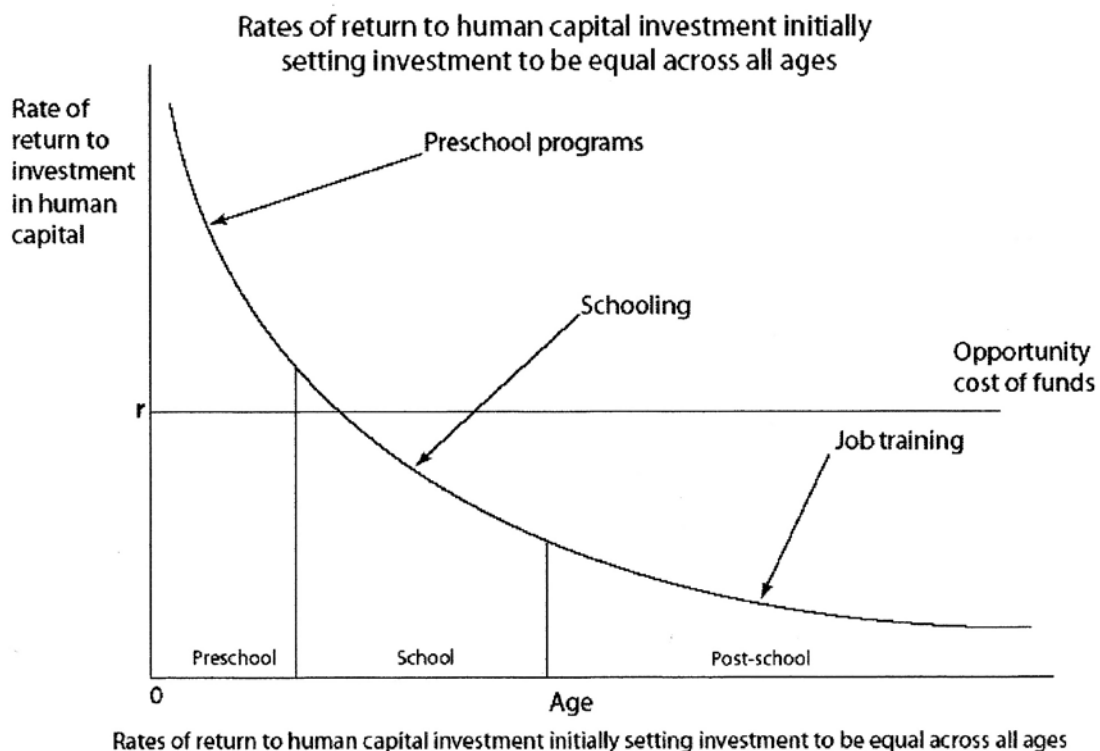 Rates of return to human capital investment initially
setting investment to be equal across all ages
Rate of
return to
investment
in human
capital
Preschool programs
Schooling
Opportunity
cost of funds
r
Job training
Preschool
School
Post-school
0
Age
Rates of return to human capital investment initially setting investment to be equal across all ages